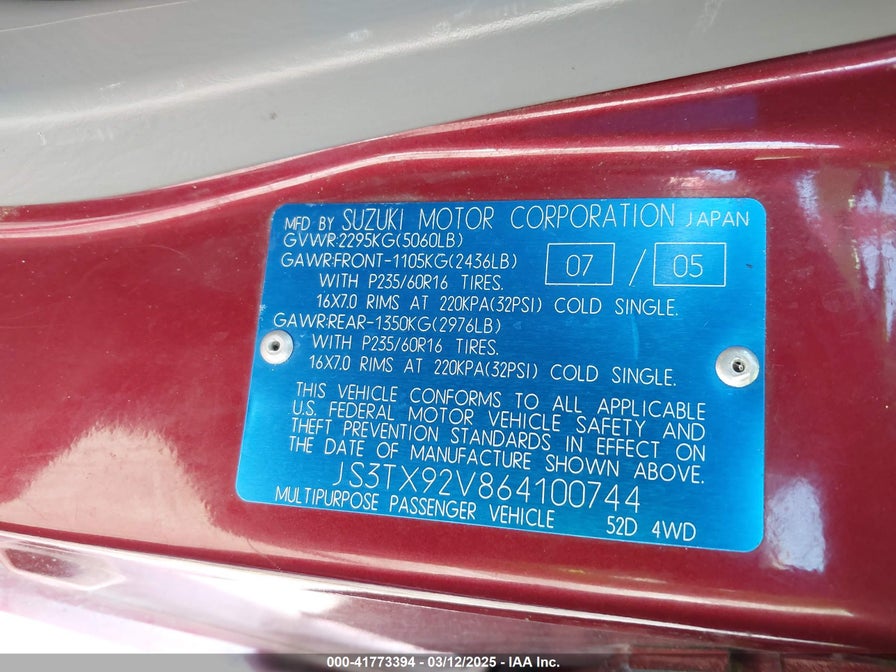 MFD BY SUZUKI MOTOR CORPORATION JAPAN
GVWR:2295KG(5060LB)
GAWR:FRONT-1105KG(2436LB) 07 / 05
WITH P235/60R16 TIRES.
16X7.0 RIMS AT 220KPA(32PSI) COLD SINGLE.
GAWR:REAR-1350KG(2976LB)
WITH P235/60R16 TIRES.
16X7.0 RIMS AT 220KPA(32PSI) COLD SINGLE.
THIS VEHICLE CONFORMS TO ALL APPLICABLE
U.S. FEDERAL MOTOR VEHICLE SAFETY AND
THEFT PREVENTION STANDARDS IN EFFECT ON
THE DATE OF MANUFACTURE SHOWN ABOVE.
JS3TX92V864100744
MULTIPURPOSE PASSENGER VEHICLE 52D 4WD
000-41773394 - 03/12/2025 - IAA Inc.